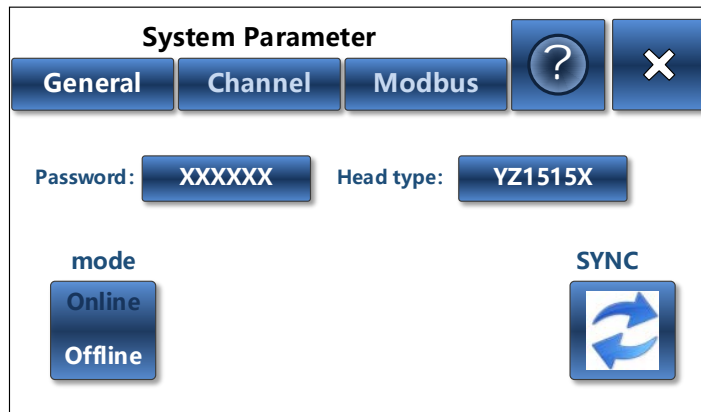 System Parameter
?
General Channel Modbus
Password: XXXXXX Head type: YZ1515X
mode SYNC
Online
Offline